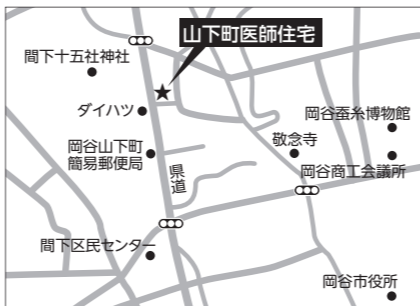 山下町医師住宅
間下十五社神社
ダイハツ
岡谷蚕糸博物館
敬念寺
岡谷山下町
簡易郵便局
岡谷商工会議所
県道
間下区民センター
岡谷市役所